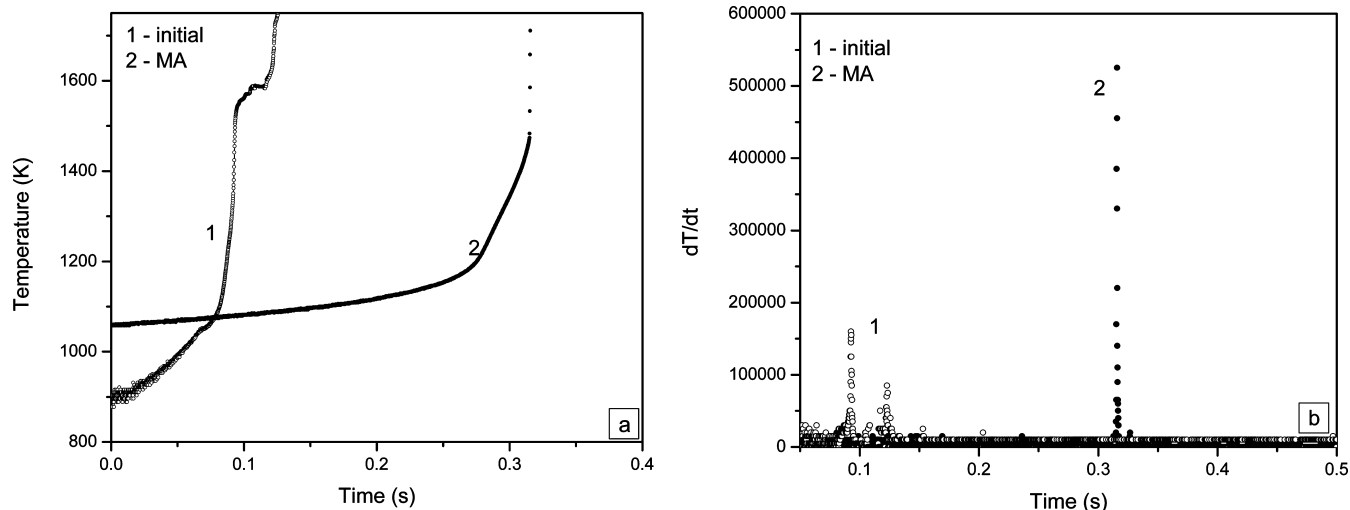 1 - initial
2 - MA
1600
1400
1200
1000
800
Temperature (K)
1
2
a
0.0
0.1
0.2
0.3
0.4
Time (s)
600000
500000
400000
300000
200000
100000
0
dT/dt
1 - initial
2 - MA
2
1
b
0.1
0.2
0.3
0.4
0.5
Time (s)